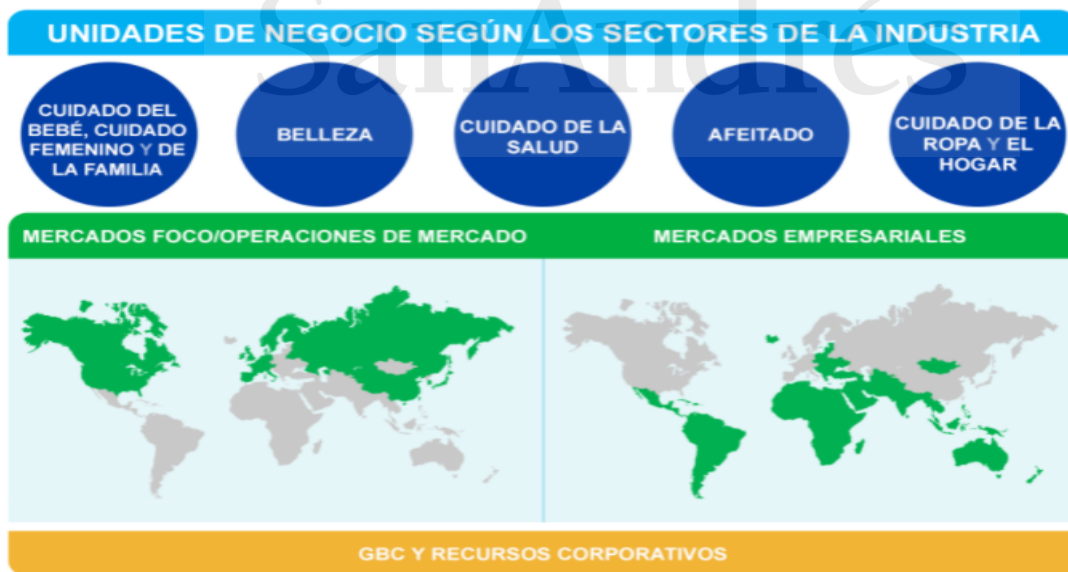 SanAndrés
UNIDADES DE NEGOCIO SEGÚN LOS SECTORES DE LA INDUSTRIA
CUIDADO DEL
BEBÉ, CUIDADO
FEMENINO Y DE
LA FAMILIA
BELLEZA
CUIDADO DE LA
SALUD
AFEITADO
CUIDADO DE LA
ROPA Y EL
HOGAR
MERCADOS FOCO/OPERACIONES DE MERCADO
MERCADOS EMPRESARIALES
GBC Y RECURSOS CORPORATIVOS